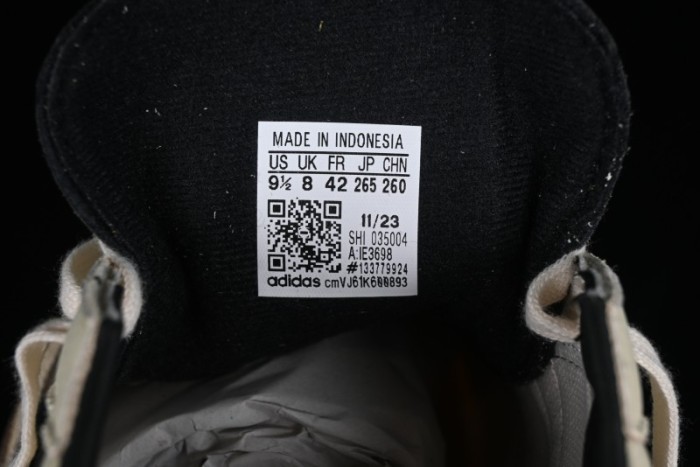 MADE IN INDONESIA
US UK FR JP CHN
9½ 8 42 265 260
11/23
SHI 035004
A:IE3698
#133779924
adidas cmVJ61K600893